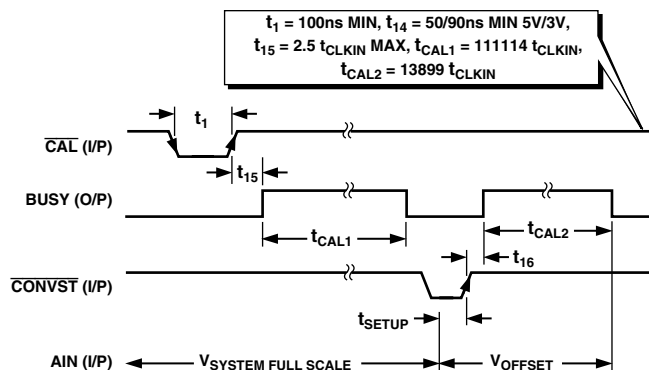 t1 = 100ns MIN, t14 = 50/90ns MIN 5V/3V,
t15 = 2.5 tCLKIN MAX, tCAL1 = 111114 tCLKIN,
tCAL2 = 13899 tCLKIN
t1
CAL (I/P)
t15
BUSY (O/P)
tCAL1
tCAL2
t16
CONVST (I/P)
tSETUP
AIN (I/P)
VSYSTEM FULL SCALE
VOFFSET